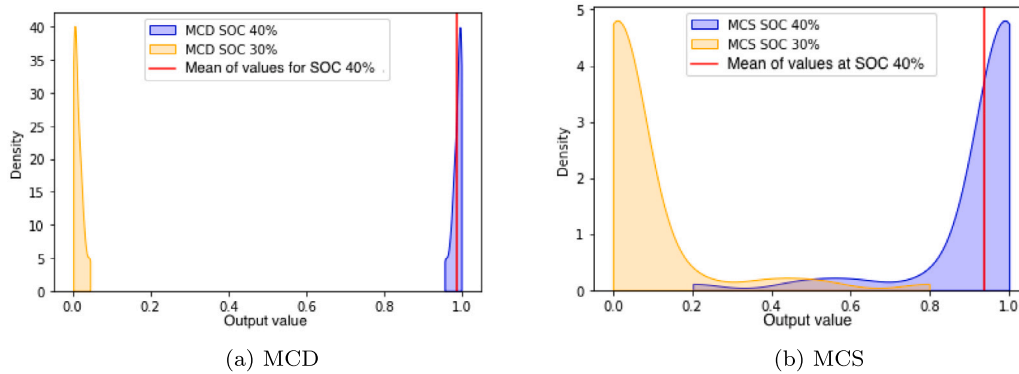 MCD SOC 40%
MCD SOC 30%
Mean of values for SOC 40%
Density
40
35
30
25
20
15
10
5
0
0.0 0.2 0.4 0.6 0.8 1.0
Output value
(a) MCD
MCS SOC 40%
MCS SOC 30%
Mean of values at SOC 40%
Density
5
4
3
2
1
0
0.0 0.2 0.4 0.6 0.8 1.0
Output value
(b) MCS